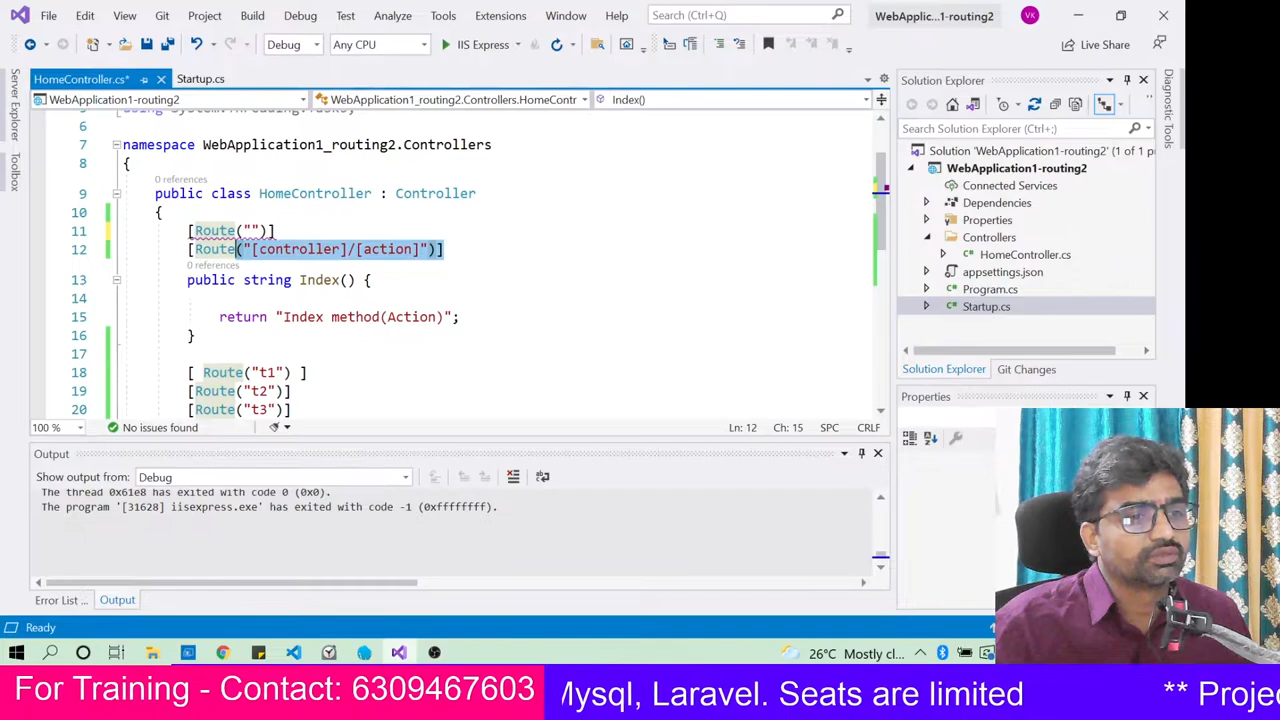 File Edit View Git Project Build Debug Test Analyze Tools Extensions Window Help Search (Ctrl+Q) WebApplic...1-routing2 VK
Debug Any CPU IIS Express Live Share
HomeController.cs* Startup.cs
WebApplication1-routing2 WebApplication1_routing2.Controllers.HomeContr Index()
Server Explorer
Toolbox
6
7 namespace WebApplication1_routing2.Controllers
8 {
0 references
9 public class HomeController : Controller
10 {
11 [Route("")]
12 [Route("[controller]/[action]")]
0 references
13 public string Index() {
14
15 return "Index method(Action)";
16 }
17
18 [ Route("t1") ]
19 [Route("t2")]
20 [Route("t3")]
100 % No issues found Ln: 12 Ch: 15 SPC CRLF
Output
Show output from: Debug
The thread 0x61e8 has exited with code 0 (0x0).
The program '[31628] iisexpress.exe' has exited with code -1 (0xffffffff).
Error List ... Output
Solution Explorer
Search Solution Explorer (Ctrl+;)
Solution 'WebApplication1-routing2' (1 of 1 p
WebApplication1-routing2
Connected Services
Dependencies
Properties
Controllers
HomeController.cs
appsettings.json
Program.cs
Startup.cs
Solution Explorer Git Changes
Properties
Diagnostic Tools
Ready
26°C Mostly cl...
For Training - Contact: 6309467603 Mysql, Laravel. Seats are limited ** Proje